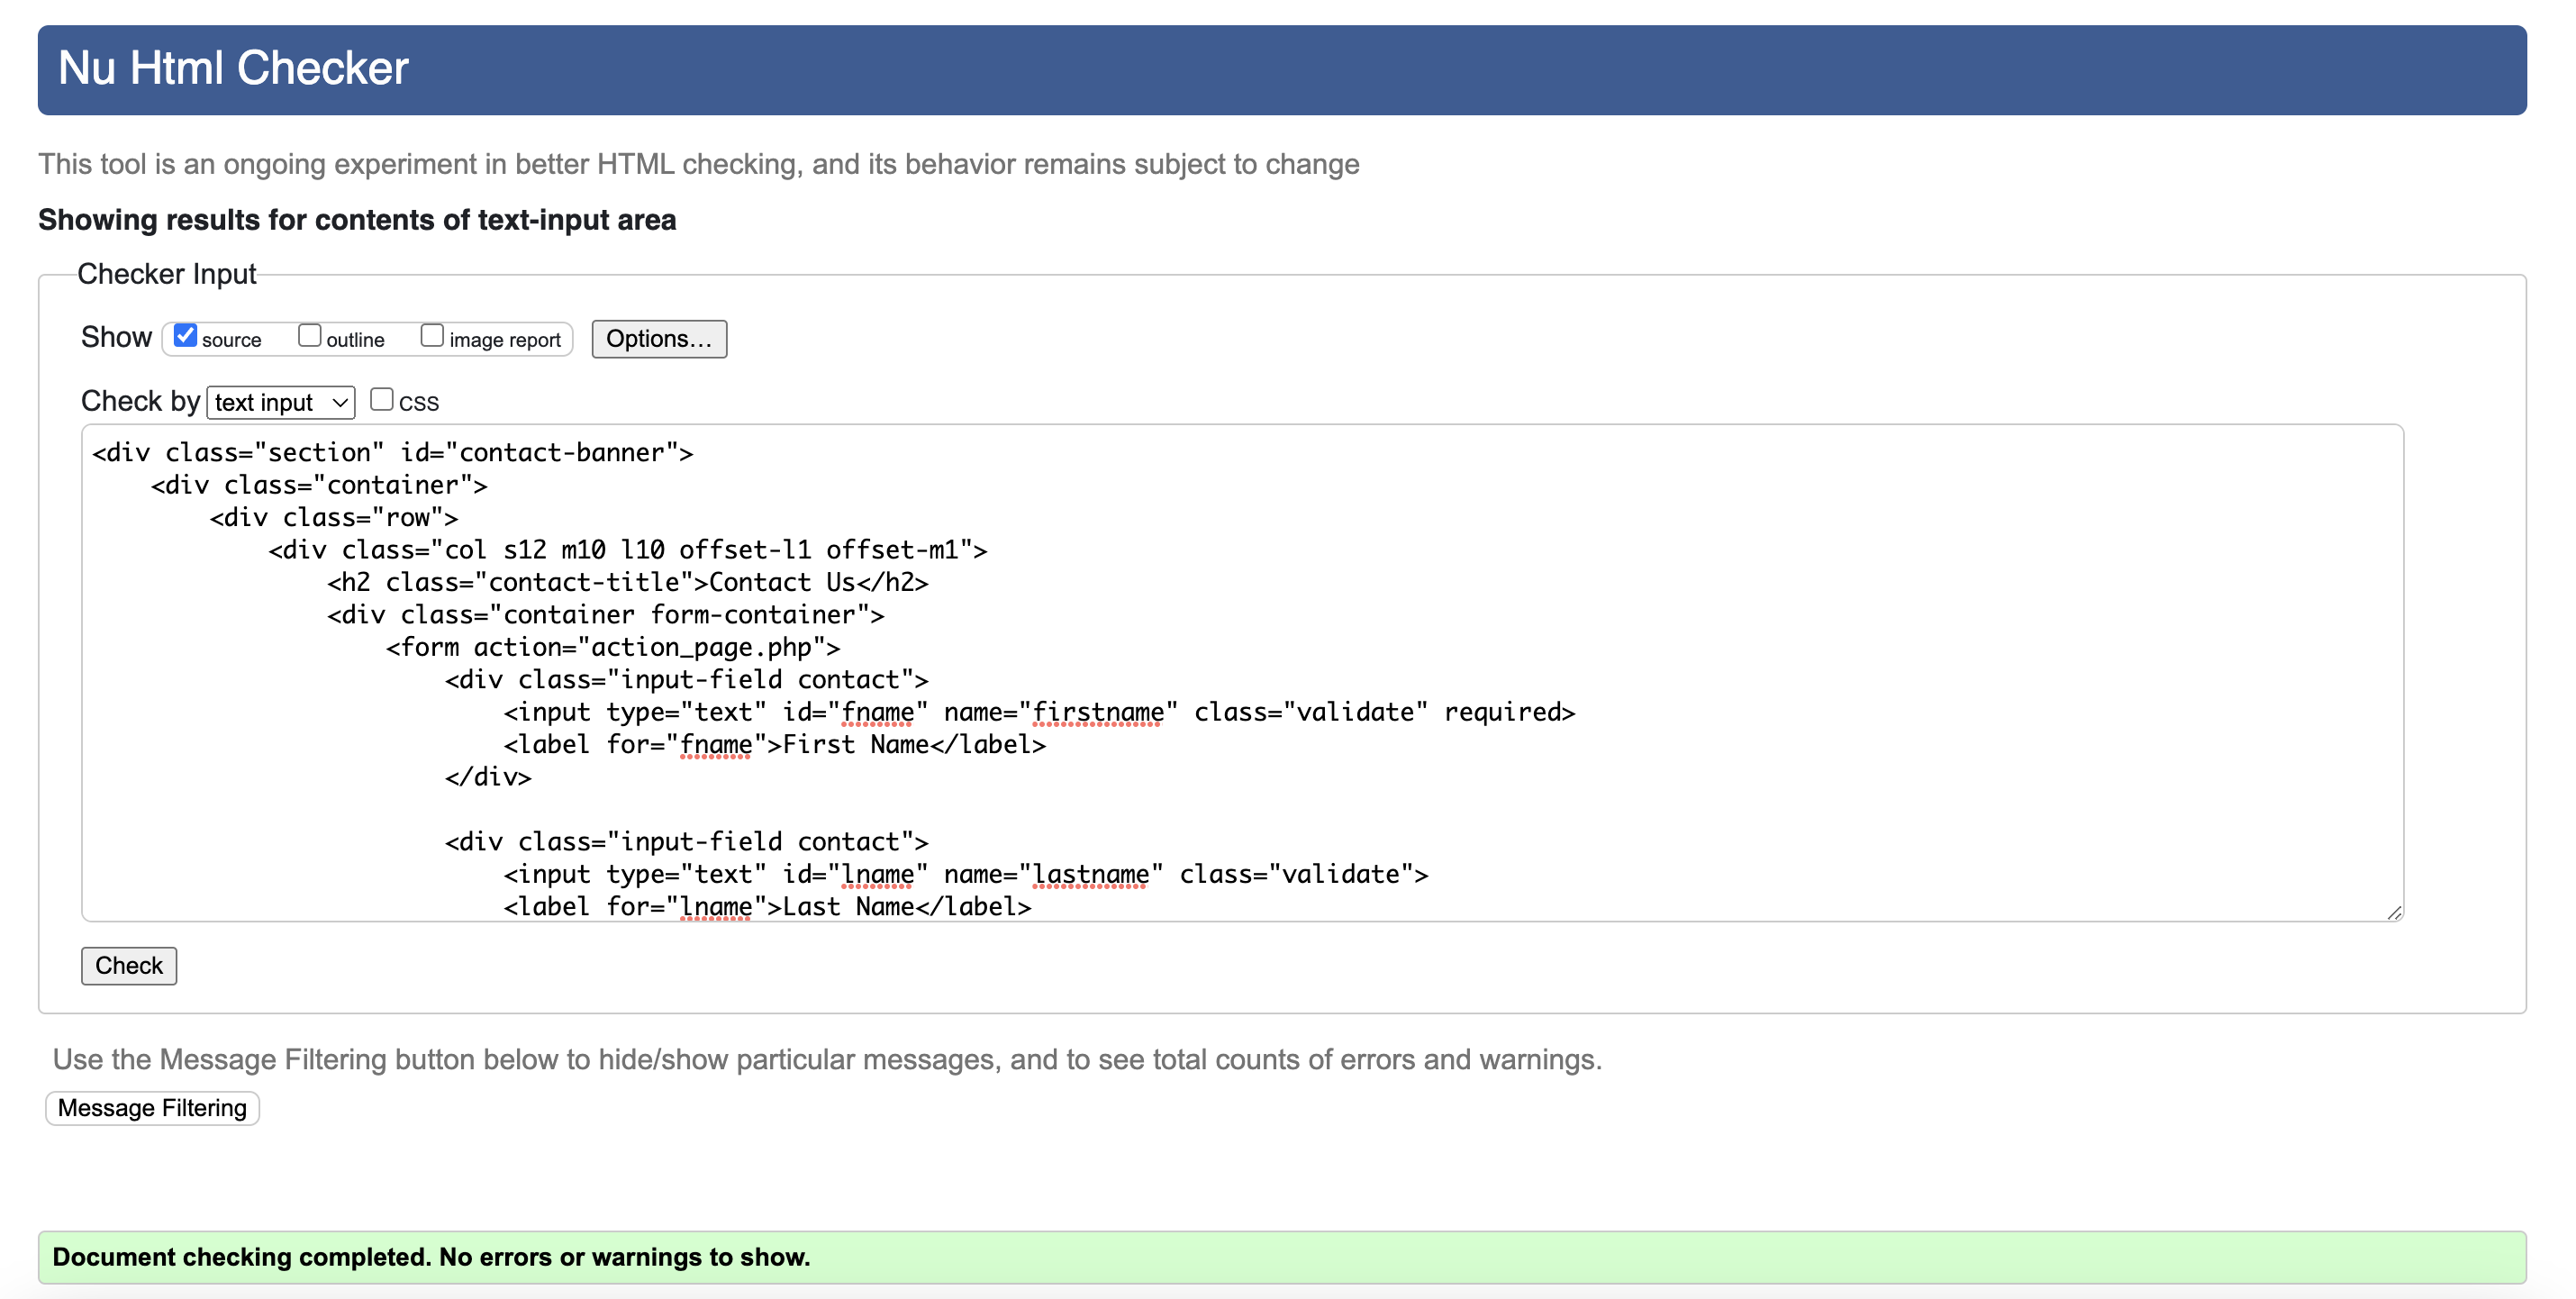 Nu Html Checker
This tool is an ongoing experiment in better HTML checking, and its behavior remains subject to change
Showing results for contents of text-input area
Checker Input
Show source outline image report Options...
Check by text input CSS
<div class="section" id="contact-banner">
    <div class="container">
        <div class="row">
            <div class="col s12 m10 l10 offset-l1 offset-m1">
                <h2 class="contact-title">Contact Us</h2>
                <div class="container form-container">
                    <form action="action_page.php">
                        <div class="input-field contact">
                            <input type="text" id="fname" name="firstname" class="validate" required>
                            <label for="fname">First Name</label>
                        </div>

                        <div class="input-field contact">
                            <input type="text" id="lname" name="lastname" class="validate">
                            <label for="lname">Last Name</label>
Check
Use the Message Filtering button below to hide/show particular messages, and to see total counts of errors and warnings.
Message Filtering
Document checking completed. No errors or warnings to show.